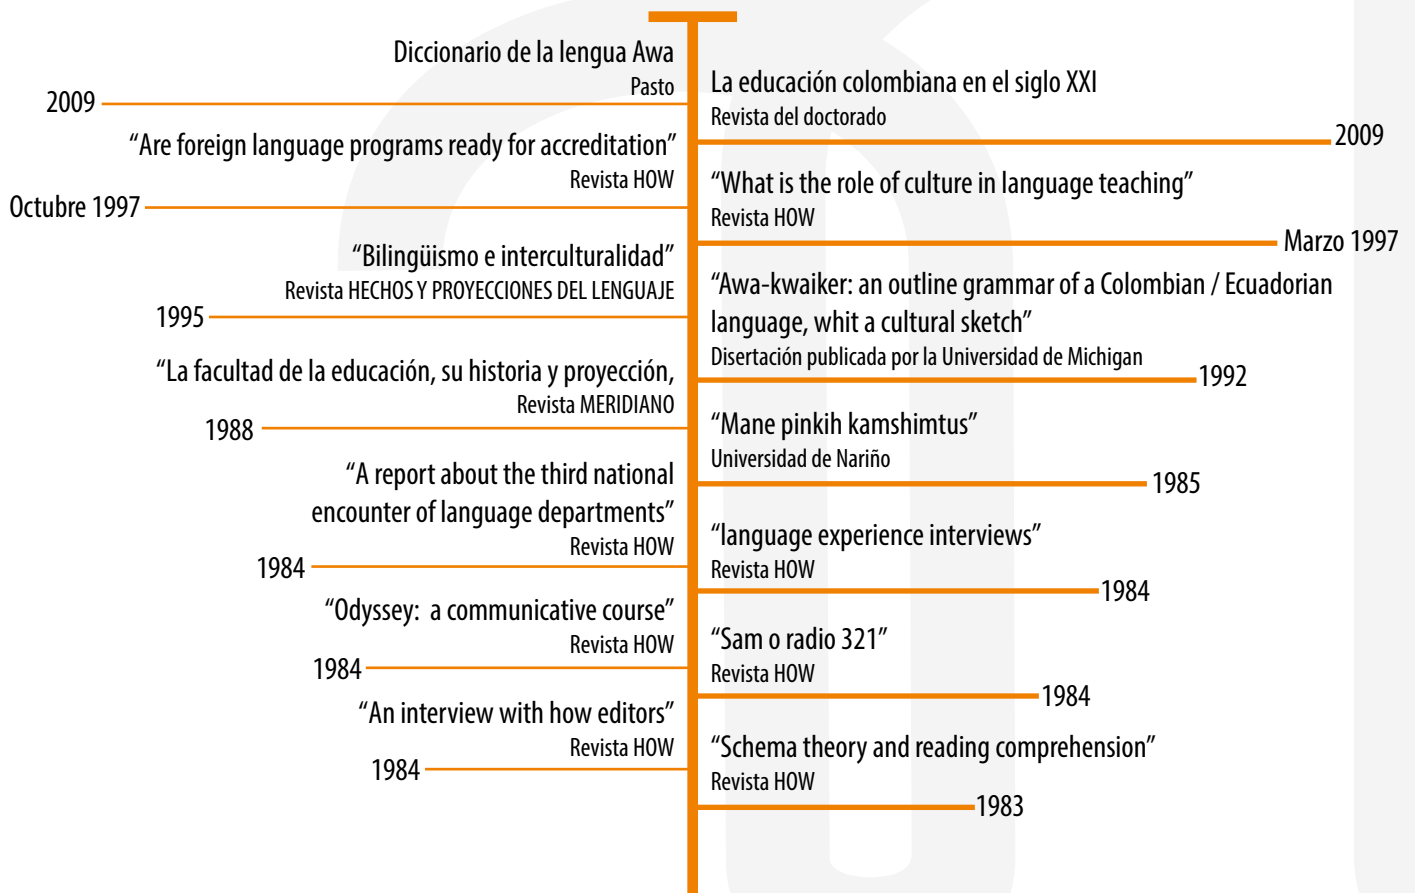 Diccionario de la lengua Awa
Pasto
2009
La educación colombiana en el siglo XXI
Revista del doctorado
2009
“Are foreign language programs ready for accreditation”
Revista HOW
Octubre 1997
“What is the role of culture in language teaching”
Revista HOW
Marzo 1997
“Bilingüismo e interculturalidad”
Revista HECHOS Y PROYECCIONES DEL LENGUAJE
1995
“Awa-kwaiker: an outline grammar of a Colombian / Ecuadorian
language, whit a cultural sketch”
Disertación publicada por la Universidad de Michigan
1992
“La facultad de la educación, su historia y proyección,
Revista MERIDIANO
1988
“Mane pinkih kamshimtus”
Universidad de Nariño
1985
“A report about the third national
encounter of language departments”
Revista HOW
1984
“language experience interviews”
Revista HOW
1984
“Odyssey:  a communicative course”
Revista HOW
1984
“Sam o radio 321”
Revista HOW
1984
“An interview with how editors”
Revista HOW
1984
“Schema theory and reading comprehension”
Revista HOW
1983